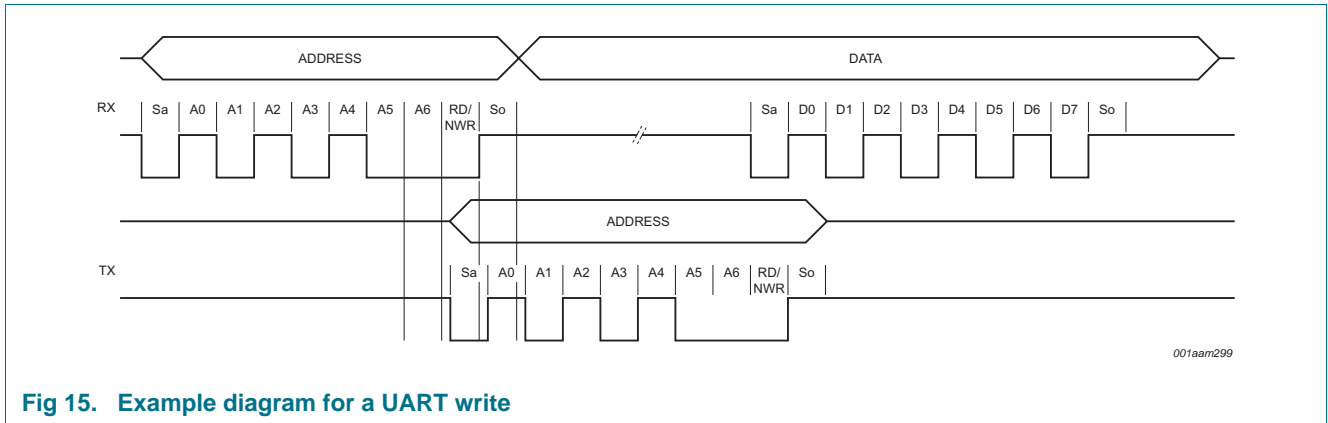 ADDRESS DATA
RX Sa A0 A1 A2 A3 A4 A5 A6 RD/ So Sa D0 D1 D2 D3 D4 D5 D6 D7 So
NWR
ADDRESS
TX Sa A0 A1 A2 A3 A4 A5 A6 RD/ So
NWR
001aam299
Fig 15. Example diagram for a UART write